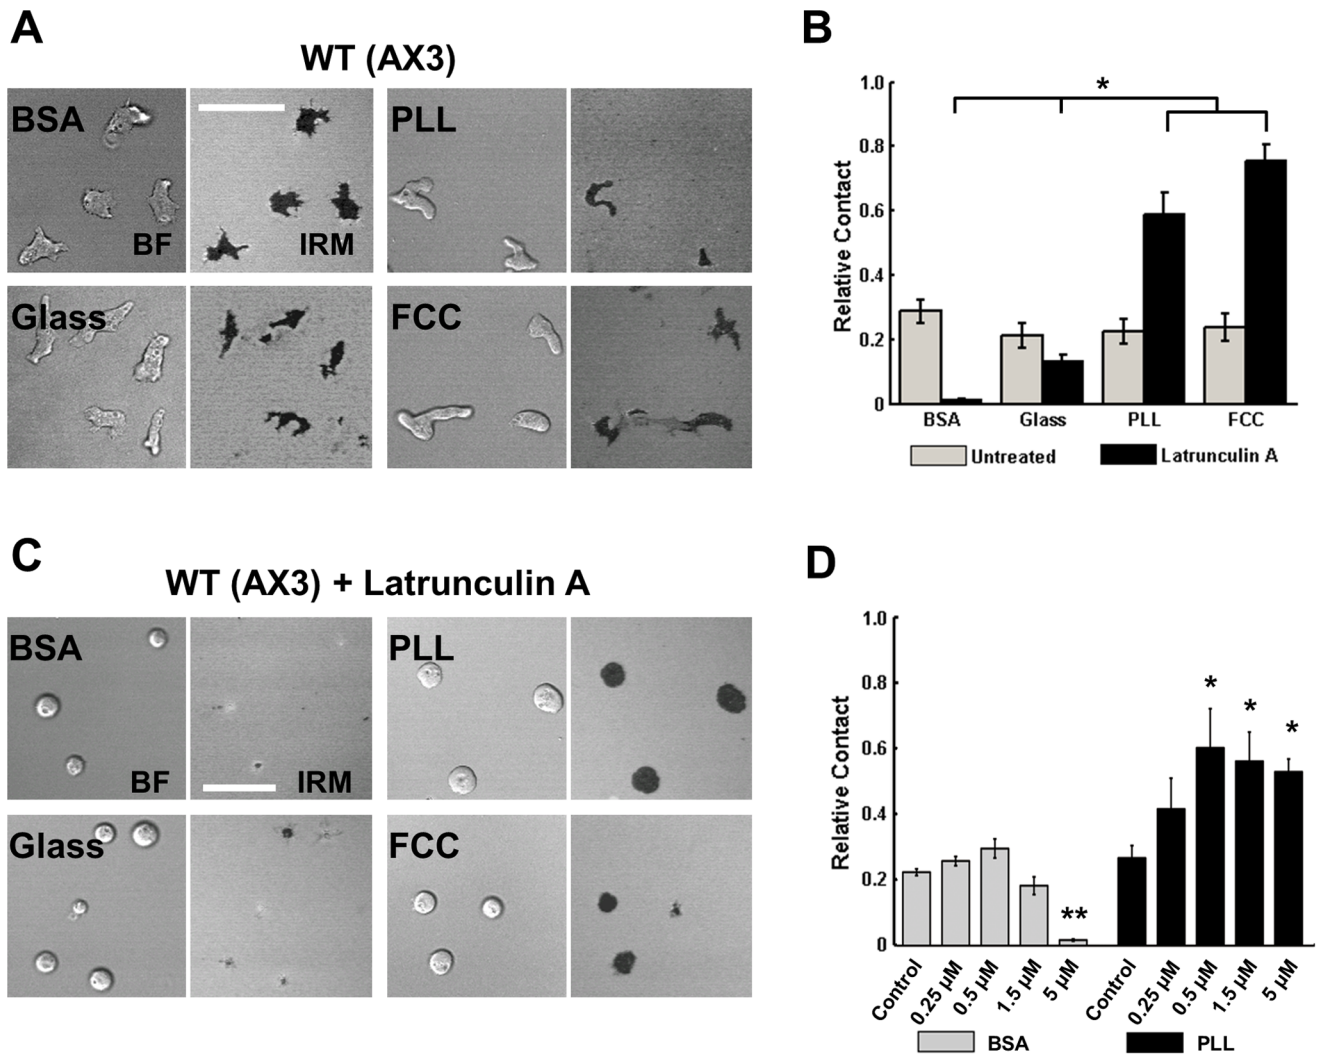 A
WT (AX3)
BSA
BF
IRM
PLL
Glass
FCC
B
*
1.0
0.8
0.6
0.4
0.2
0
Relative Contact
BSA Glass PLL FCC
Untreated Latrunculin A
C
WT (AX3) + Latrunculin A
BSA
BF
IRM
PLL
Glass
FCC
D
1.0
0.8
0.6
0.4
0.2
0
Relative Contact
**
* * *
Control 0.25 µM 0.5 µM 1.5 µM 5 µM Control 0.25 µM 0.5 µM 1.5 µM 5 µM
BSA PLL